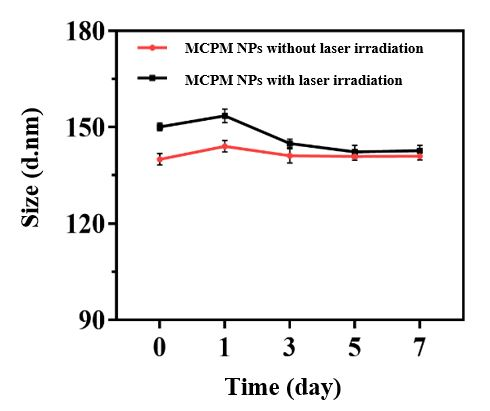 180
MCPM NPs without laser irradiation
MCPM NPs with laser irradiation
150
120
90
Size (d.nm)
0 1 3 5 7
Time (day)